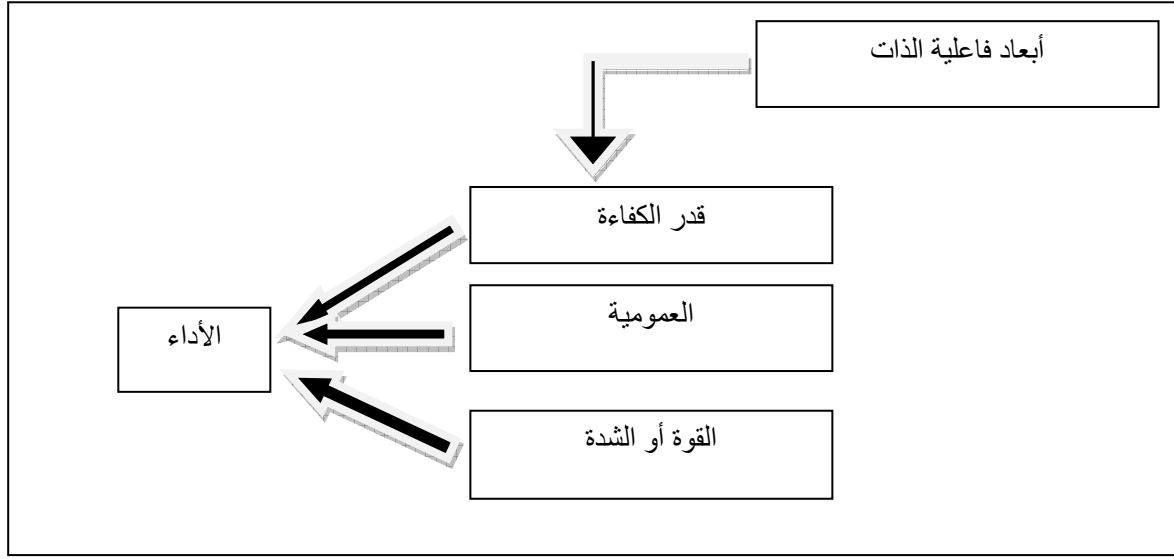 أبعاد فاعلية الذات
قدر الكفاءة
العمومية
الأداء
القوة أو الشدة